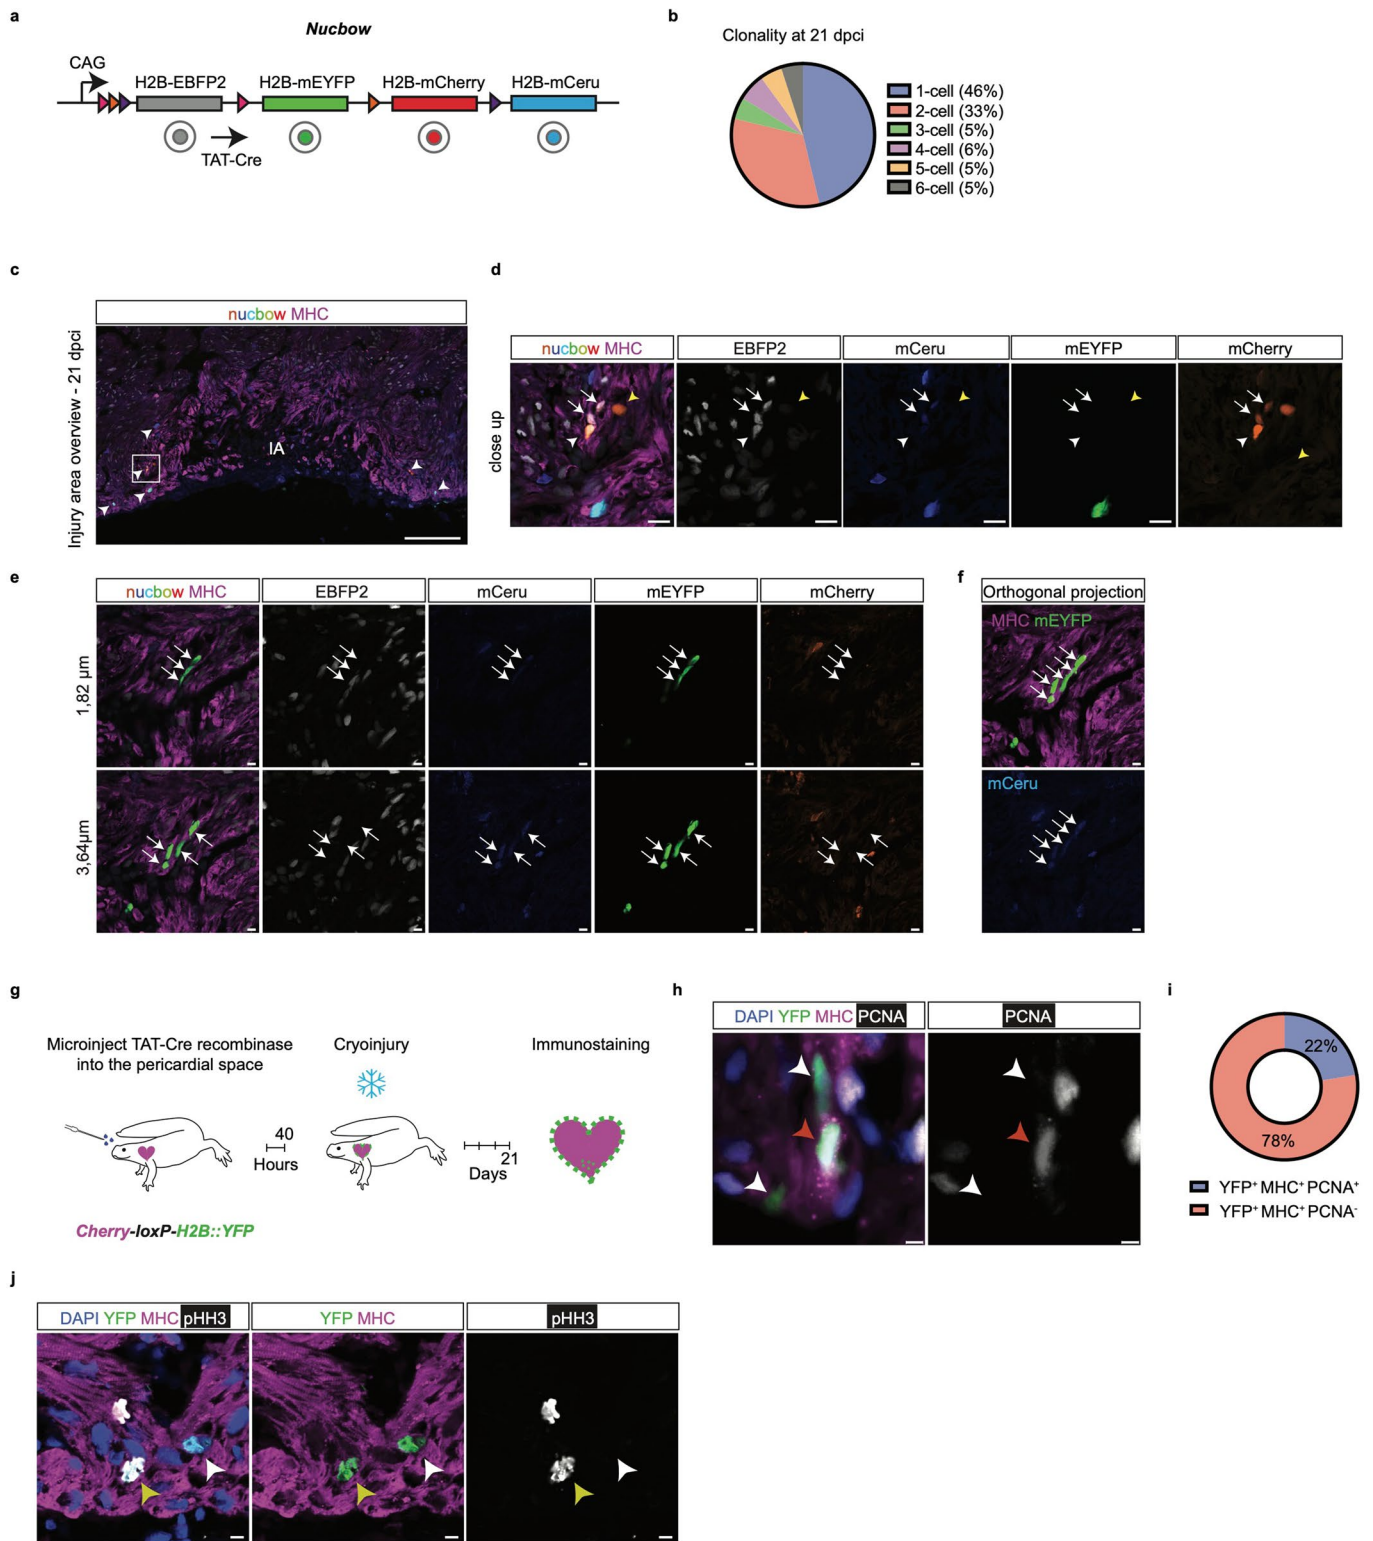 a
Nucbow
CAG
H2B-EBFP2
H2B-mEYFP
H2B-mCherry
H2B-mCeru
TAT-Cre
b
Clonality at 21 dpci
1-cell (46%)
2-cell (33%)
3-cell (5%)
4-cell (6%)
5-cell (5%)
6-cell (5%)
c
nucbow MHC
Injury area overview - 21 dpci
IA
d
nucbow MHC
EBFP2
mCeru
mEYFP
mCherry
close up
e
nucbow MHC
EBFP2
mCeru
mEYFP
mCherry
1,82 µm
3,64µm
f
Orthogonal projection
MHC mEYFP
mCeru
g
Microinject TAT-Cre recombinase
into the pericardial space
Cryoinjury
Immunostaining
40
Hours
21
Days
Cherry-loxP-H2B::YFP
h
DAPI YFP MHC PCNA
PCNA
i
22%
78%
YFP⁺ MHC⁺ PCNA⁺
YFP⁺ MHC⁺ PCNA⁻
j
DAPI YFP MHC pHH3
YFP MHC
pHH3